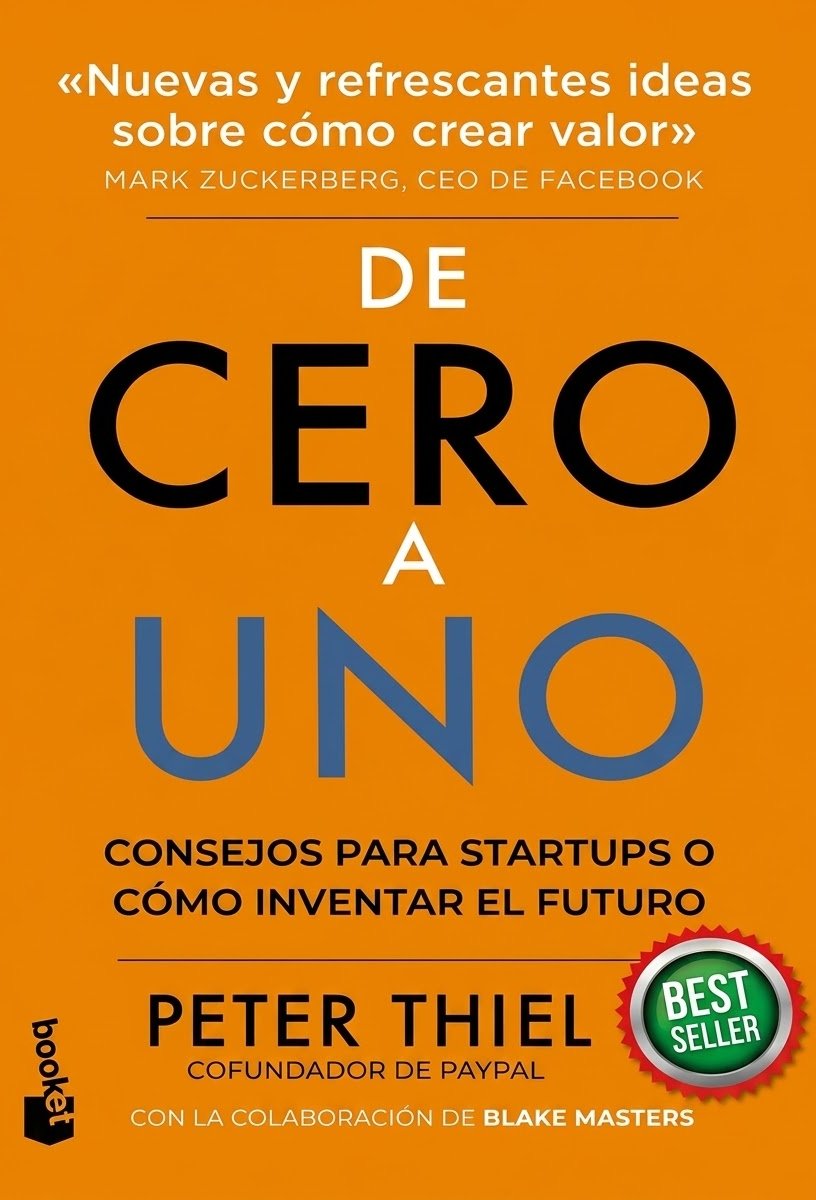 «Nuevas y refrescantes ideas
sobre cómo crear valor»
MARK ZUCKERBERG, CEO DE FACEBOOK
DE
CERO
A
UNO
CONSEJOS PARA STARTUPS O
CÓMO INVENTAR EL FUTURO
PETER THIEL
COFUNDADOR DE PAYPAL
CON LA COLABORACIÓN DE BLAKE MASTERS
BEST
SELLER
booket